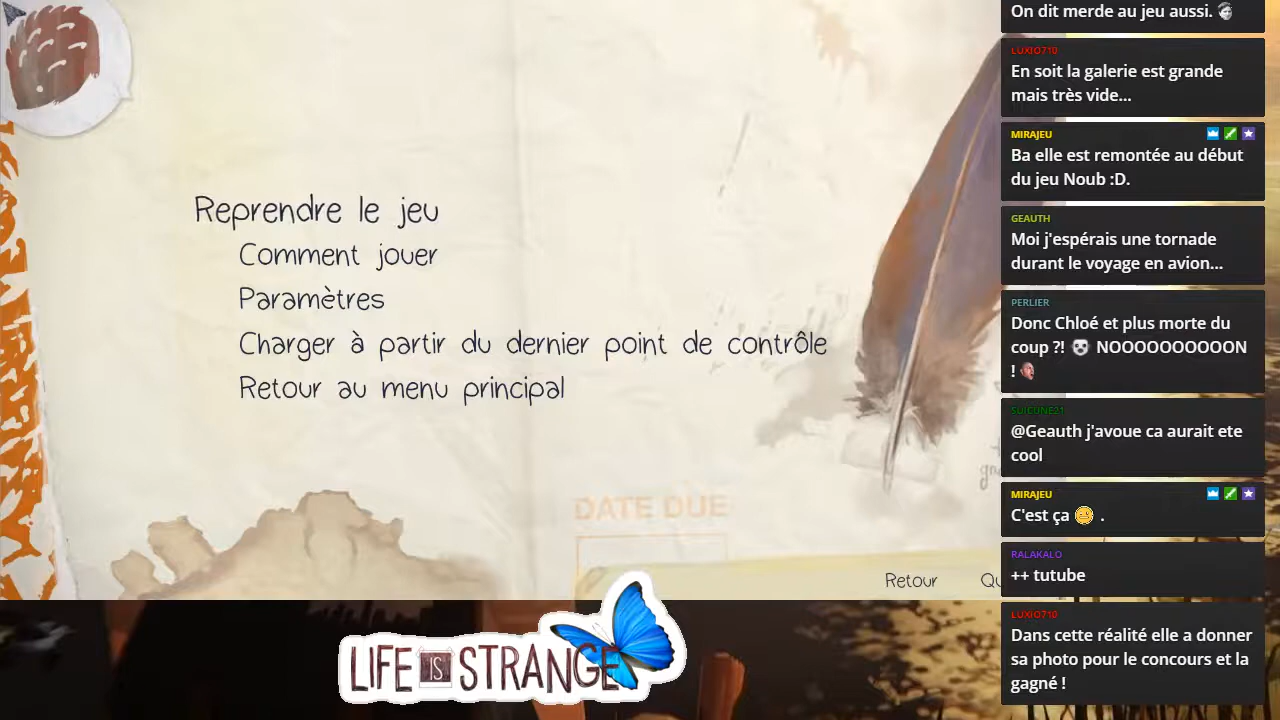 Reprendre le jeu
Comment jouer
Paramètres
Charger à partir du dernier point de contrôle
Retour au menu principal
DATE DUE
Retour
LIFE IS STRANGE
On dit merde au jeu aussi.
LUXIO710
En soit la galerie est grande
mais très vide...
MIRAJEU
Ba elle est remontée au début
du jeu Noub :D.
GEAUTH
Moi j'espérais une tornade
durant le voyage en avion...
PERLIER
Donc Chloé et plus morte du
coup ?! NOOOOOOOOOON
!
SUICUNE21
@Geauth j'avoue ca aurait ete
cool
MIRAJEU
C'est ça .
RALAKALO
++ tutube
LUXIO710
Dans cette réalité elle a donner
sa photo pour le concours et la
gagné !